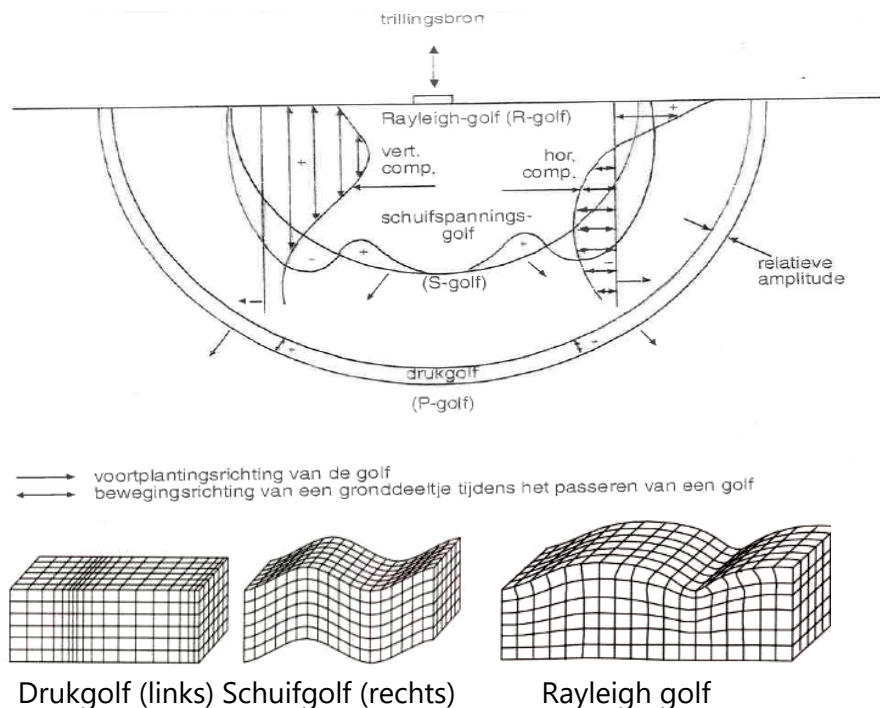 trillingsbron
Rayleigh-golf (R-golf)
+
vert.
comp.
hor.
comp.
+
schuifspannings-
golf
+
+
-
-
(S-golf)
relatieve
amplitude
+
-
drukgolf
(P-golf)
voortplantingsrichting van de golf
bewegingsrichting van een gronddeeltje tijdens het passeren van een golf
Drukgolf (links) Schuifgolf (rechts)
Rayleigh golf